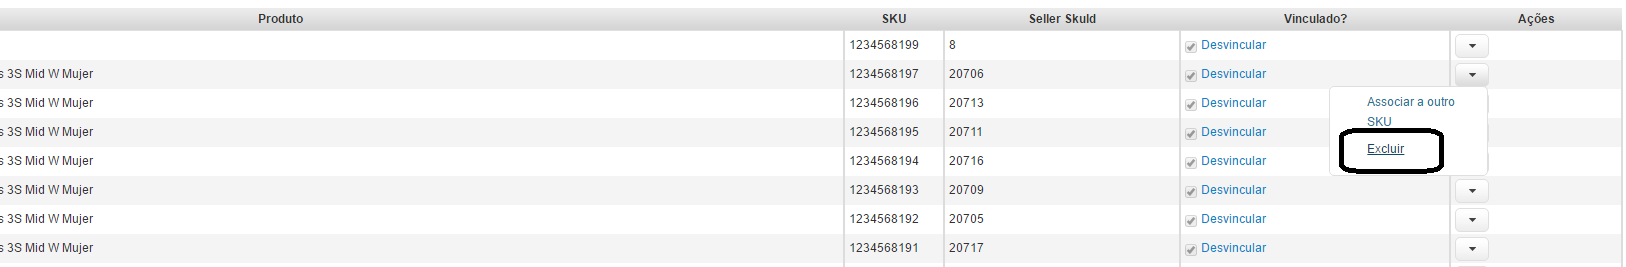 Produto SKU Seller SkuId Vinculado? Ações
1234568199 8 Desvincular
s 3S Mid W Mujer 1234568197 20706 Desvincular
s 3S Mid W Mujer 1234568196 20713 Desvincular
Associar a outro
SKU
s 3S Mid W Mujer 1234568195 20711 Desvincular
Excluir
s 3S Mid W Mujer 1234568194 20716 Desvincular
s 3S Mid W Mujer 1234568193 20709 Desvincular
s 3S Mid W Mujer 1234568192 20705 Desvincular
s 3S Mid W Mujer 1234568191 20717 Desvincular